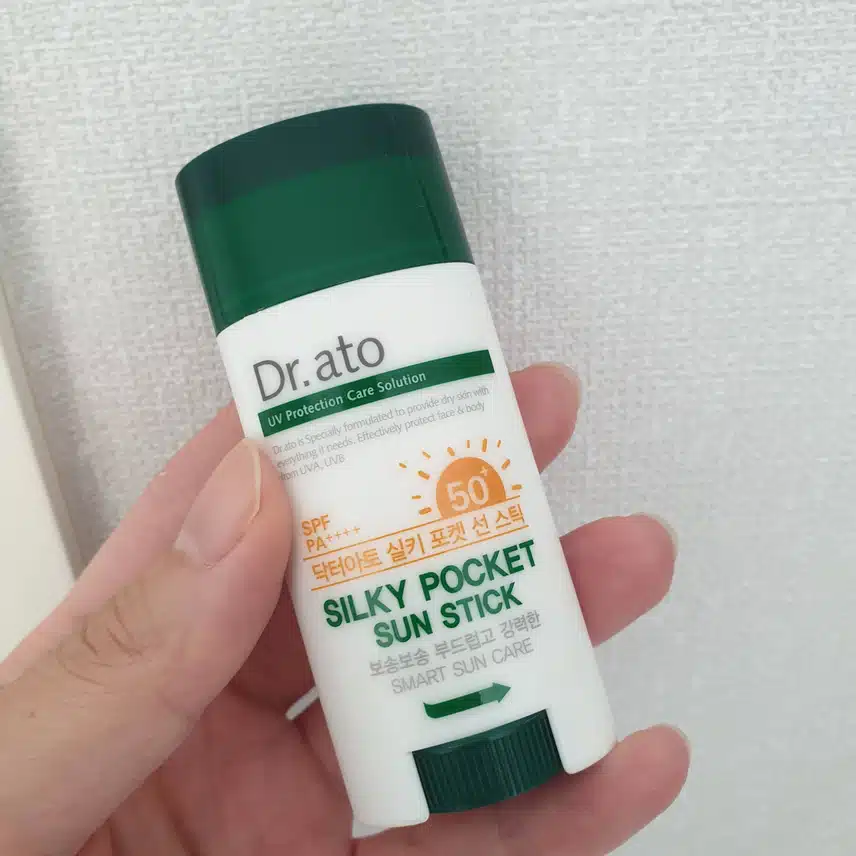 Dr.ato
UV Protection Care Solution
Dr.ato is Specially formulated to provide dry skin with
everything it needs. Effectively protect face & body
from UVA, UVB
50+
SPF
PA++++
닥터아토 실키 포켓 선 스틱
SILKY POCKET
SUN STICK
보송보송 부드럽고 강력한
SMART SUN CARE